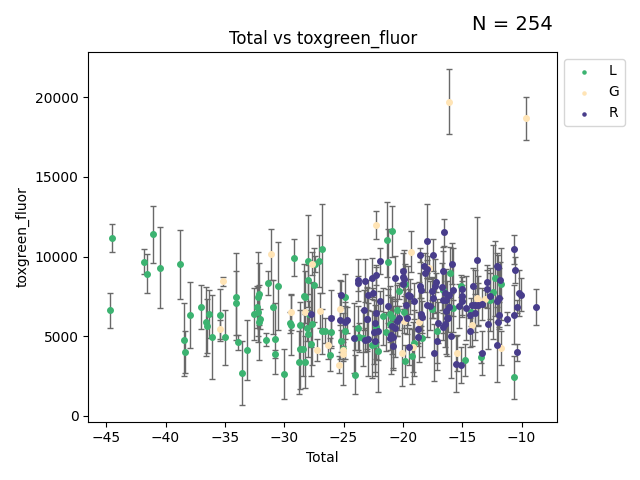 N = 254
Total vs toxgreen_fluor
L
G
R
20000
15000
10000
5000
0
toxgreen_fluor
−45 −40 −35 −30 −25 −20 −15 −10
Total